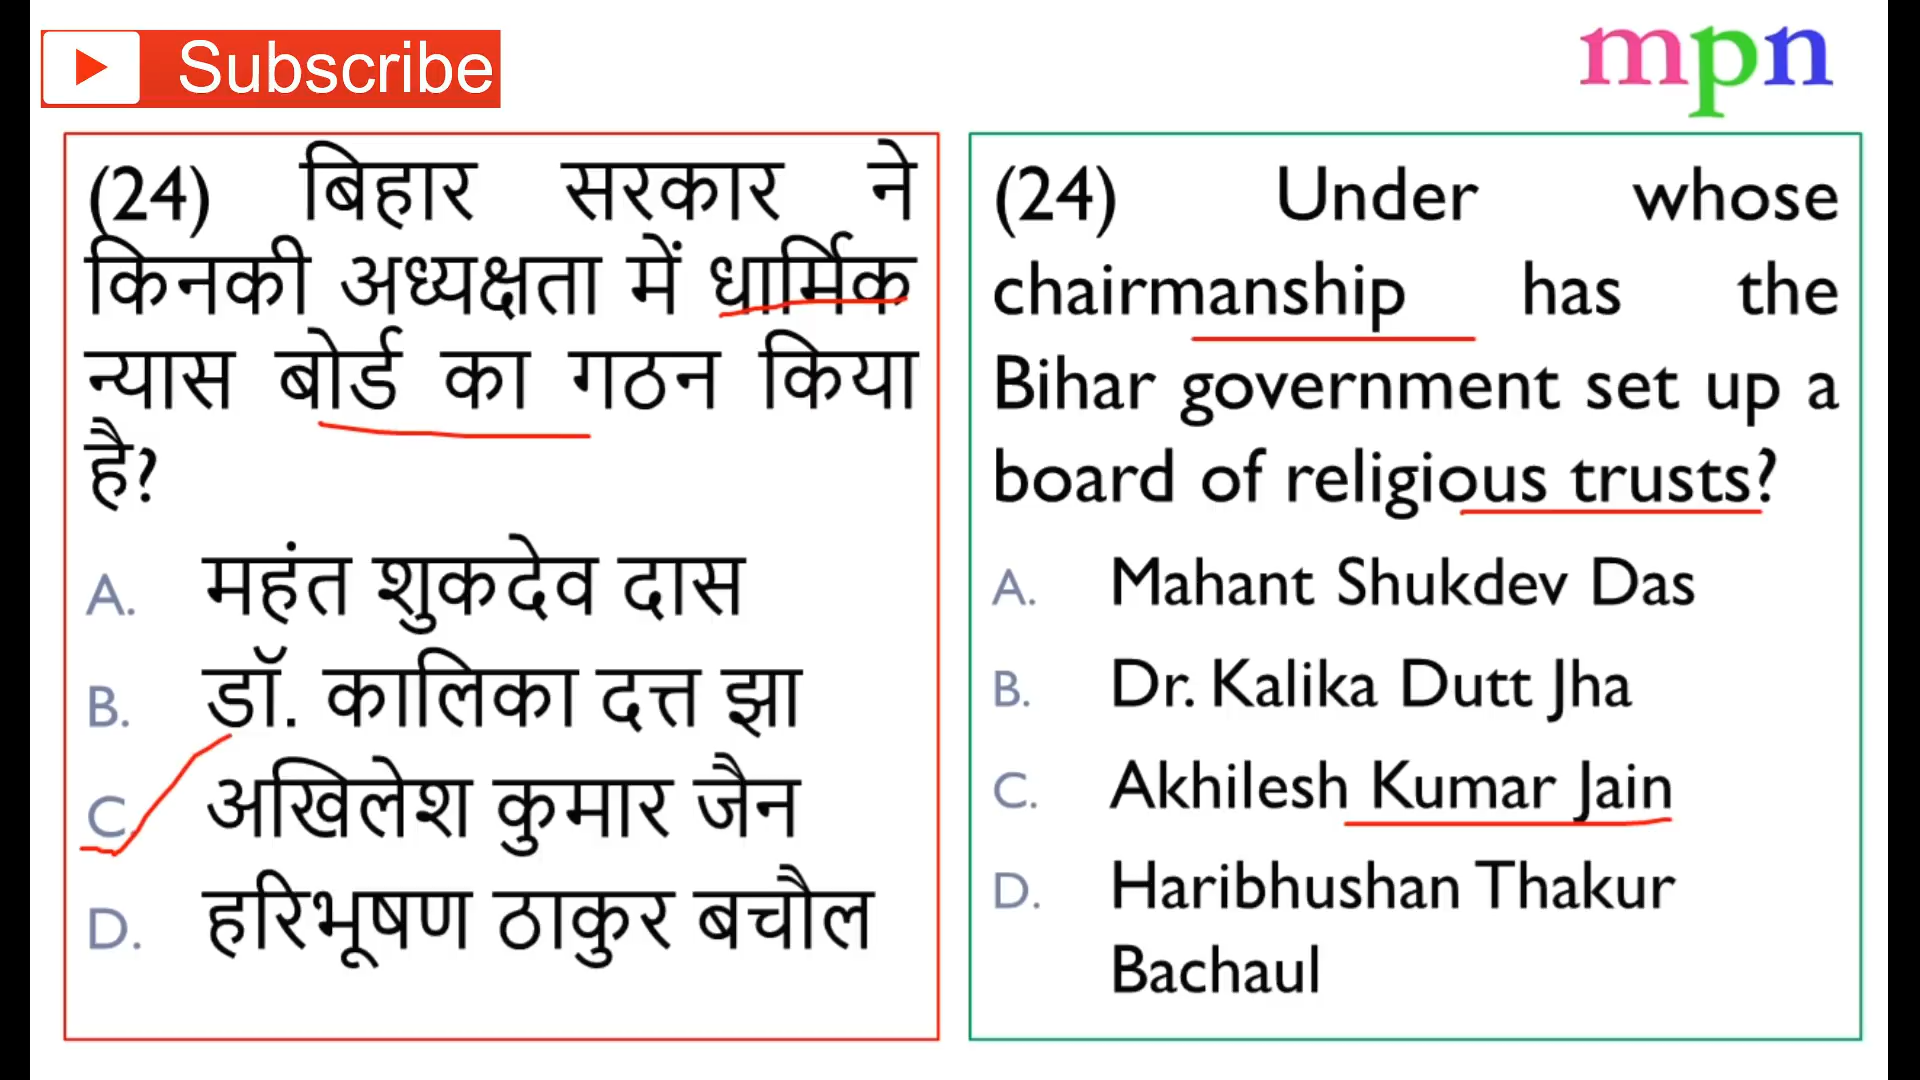 Subscribe
mpn
(24) बिहार सरकार ने
किनकी अध्यक्षता में धार्मिक
न्यास बोर्ड का गठन किया
है?
A. महंत शुकदेव दास
B. डॉ. कालिका दत्त झा
C. अखिलेश कुमार जैन
D. हरिभूषण ठाकुर बचौल
(24) Under whose
chairmanship has the
Bihar government set up a
board of religious trusts?
A. Mahant Shukdev Das
B. Dr. Kalika Dutt Jha
C. Akhilesh Kumar Jain
D. Haribhushan Thakur
Bachaul